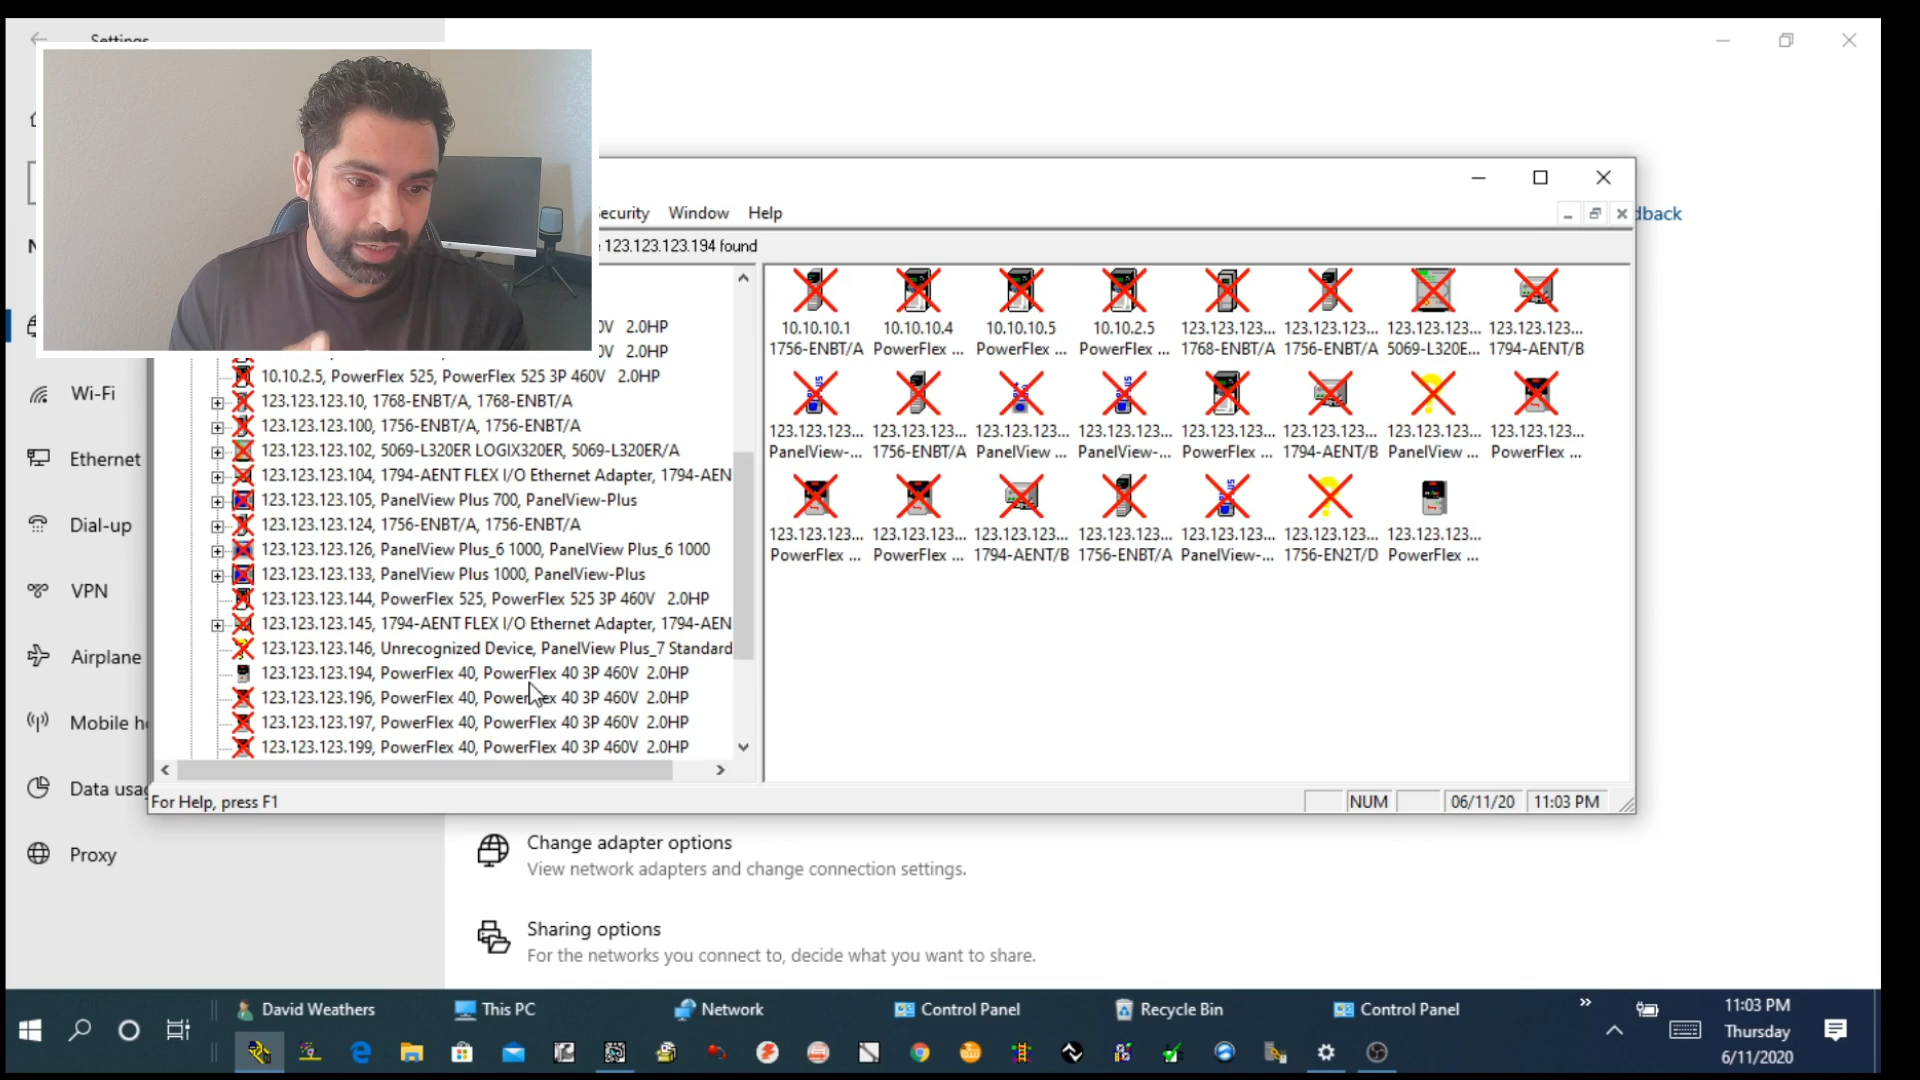 Settings
ecurity Window Help
dback
123.123.123.194 found
0V 2.0HP
0V 2.0HP
10.10.2.5, PowerFlex 525, PowerFlex 525 3P 460V 2.0HP
123.123.123.10, 1768-ENBT/A, 1768-ENBT/A
123.123.123.100, 1756-ENBT/A, 1756-ENBT/A
123.123.123.102, 5069-L320ER LOGIX320ER, 5069-L320ER/A
123.123.123.104, 1794-AENT FLEX I/O Ethernet Adapter, 1794-AEN
123.123.123.105, PanelView Plus 700, PanelView-Plus
123.123.123.124, 1756-ENBT/A, 1756-ENBT/A
123.123.123.126, PanelView Plus_6 1000, PanelView Plus_6 1000
123.123.123.133, PanelView Plus 1000, PanelView-Plus
123.123.123.144, PowerFlex 525, PowerFlex 525 3P 460V 2.0HP
123.123.123.145, 1794-AENT FLEX I/O Ethernet Adapter, 1794-AEN
123.123.123.146, Unrecognized Device, PanelView Plus_7 Standard
123.123.123.194, PowerFlex 40, PowerFlex 40 3P 460V 2.0HP
123.123.123.196, PowerFlex 40, PowerFlex 40 3P 460V 2.0HP
123.123.123.197, PowerFlex 40, PowerFlex 40 3P 460V 2.0HP
123.123.123.199, PowerFlex 40, PowerFlex 40 3P 460V 2.0HP
10.10.10.1 10.10.10.4 10.10.10.5 10.10.2.5 123.123.123... 123.123.123... 123.123.123... 123.123.123...
1756-ENBT/A PowerFlex ... PowerFlex ... PowerFlex ... 1768-ENBT/A 1756-ENBT/A 5069-L320E... 1794-AENT/B
123.123.123... 123.123.123... 123.123.123... 123.123.123... 123.123.123... 123.123.123... 123.123.123... 123.123.123...
PanelView-... 1756-ENBT/A PanelView ... PanelView-... PowerFlex ... 1794-AENT/B PanelView ... PowerFlex ...
123.123.123... 123.123.123... 123.123.123... 123.123.123... 123.123.123... 123.123.123... 123.123.123...
PowerFlex ... PowerFlex ... 1794-AENT/B 1756-ENBT/A PanelView-... 1756-EN2T/D PowerFlex ...
For Help, press F1
NUM 06/11/20 11:03 PM
N
Wi-Fi
Ethernet
Dial-up
VPN
Airplane
Mobile h
Data usa
Proxy
Change adapter options
View network adapters and change connection settings.
Sharing options
For the networks you connect to, decide what you want to share.
David Weathers This PC Network Control Panel Recycle Bin Control Panel
11:03 PM
Thursday
6/11/2020